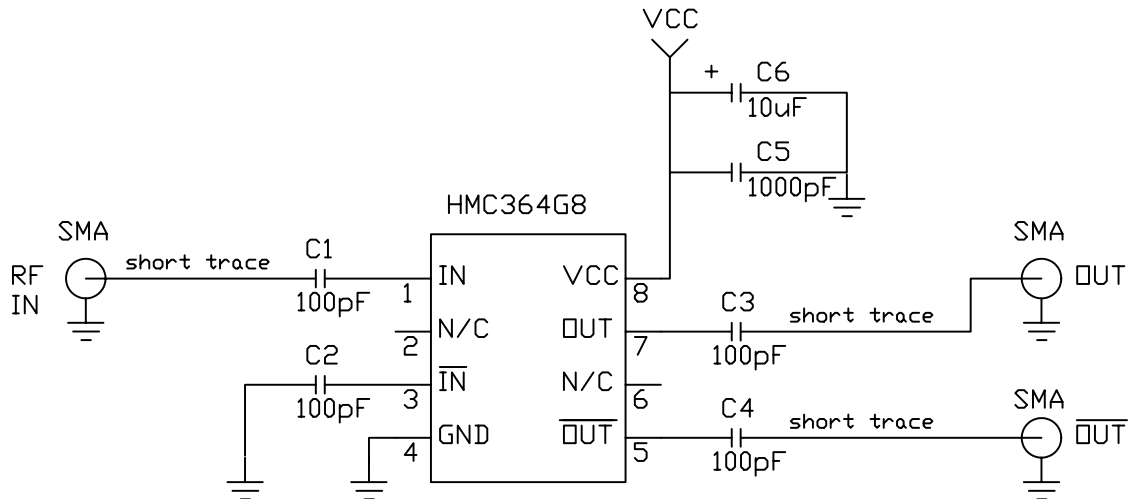 VCC
+ C6
10uF
C5
1000pF
HMC364G8
SMA
RF
IN
short trace
C1
100pF
1
IN
2
N/C
C2
100pF
3
IN
4
GND
VCC
8
OUT
7
N/C
6
OUT
5
C3
100pF
short trace
SMA
OUT
C4
100pF
short trace
SMA
OUT